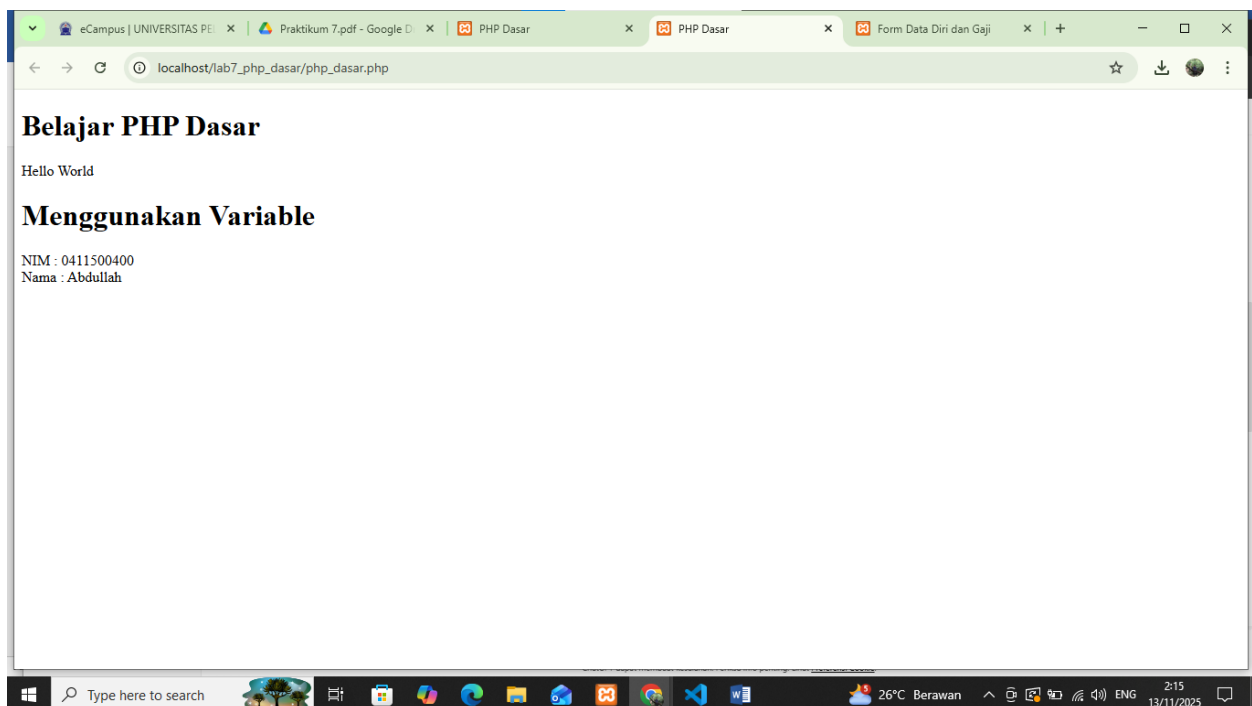 eCampus | UNIVERSITAS PEL
Praktikum 7.pdf - Google D
PHP Dasar
PHP Dasar
Form Data Diri dan Gaji
localhost/lab7_php_dasar/php_dasar.php
Belajar PHP Dasar
Hello World
Menggunakan Variable
NIM : 0411500400
Nama : Abdullah
Type here to search
26°C Berawan
ENG
2:15
13/11/2025